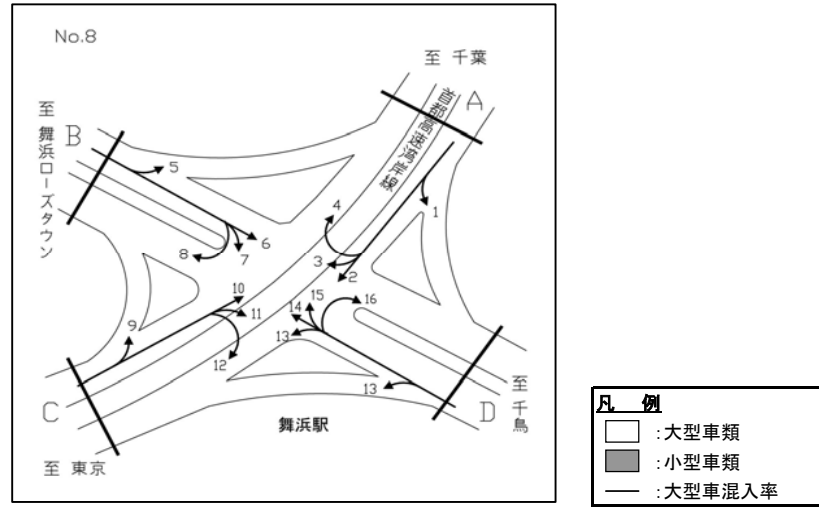 No.8
至 千葉
A
首都高速湾岸線
至 舞浜ローズタウン
B
5
4
1
8
7
6
3
2
10
11
15
16
14
9
13
12
13
C
D
舞浜駅
至 千鳥
至 東京
凡 例
:大型車類
:小型車類
:大型車混入率